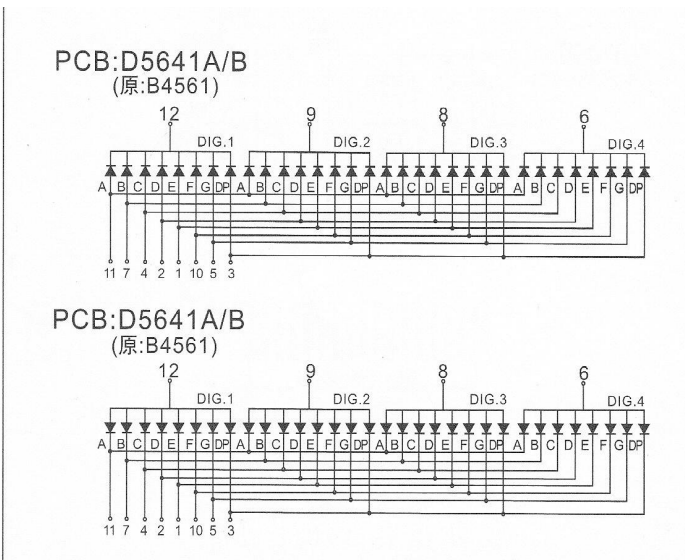 PCB:D5641A/B
(原:B4561)
12 9 8 6
DIG.1 DIG.2 DIG.3 DIG.4
A B C D E F G DP A B C D E F G DP A B C D E F G DP A B C D E F G DP
11 7 4 2 1 10 5 3
PCB:D5641A/B
(原:B4561)
12 9 8 6
DIG.1 DIG.2 DIG.3 DIG.4
A B C D E F G DP A B C D E F G DP A B C D E F G DP A B C D E F G DP
11 7 4 2 1 10 5 3